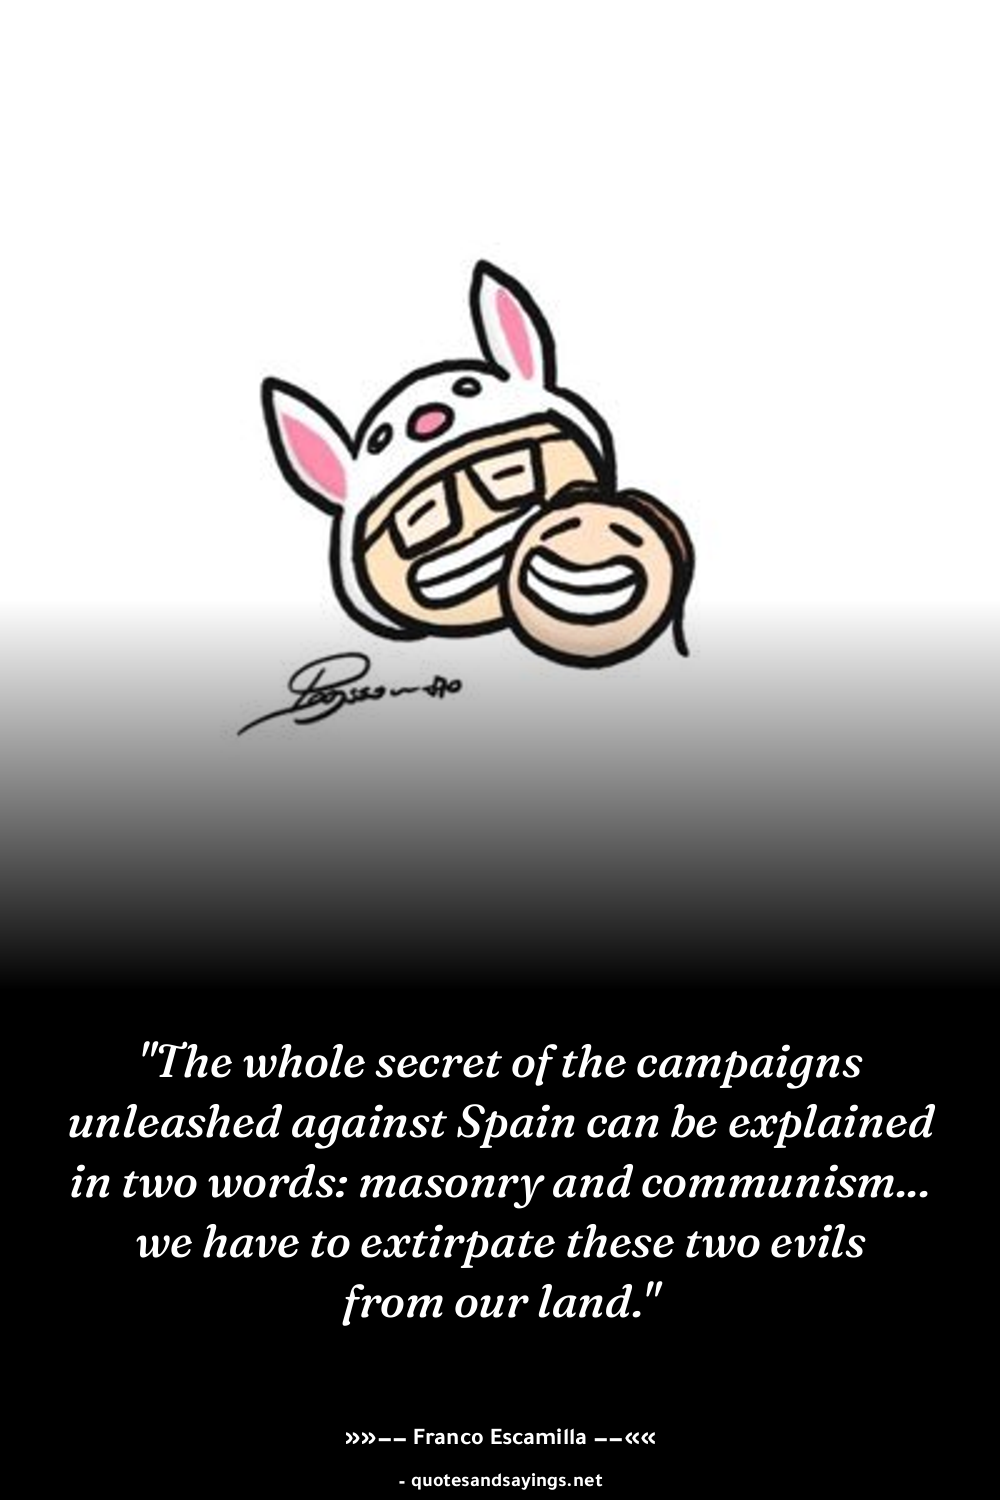 "The whole secret of the campaigns
unleashed against Spain can be explained
in two words: masonry and communism...
we have to extirpate these two evils
from our land."
»»–– Franco Escamilla ––««
- quotesandsayings.net